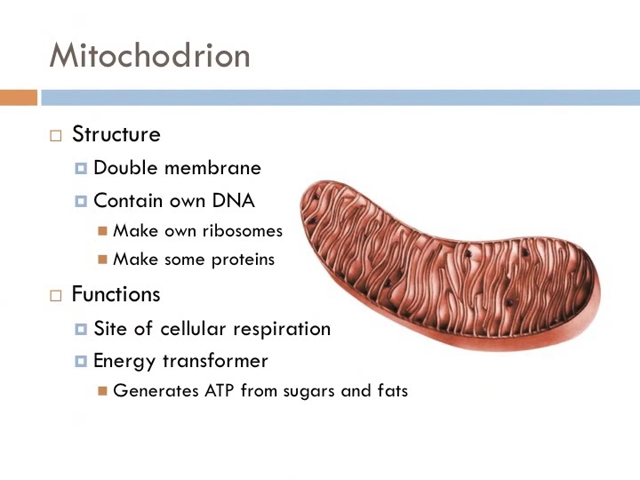 Mitochodrion
Structure
Double membrane
Contain own DNA
Make own ribosomes
Make some proteins
Functions
Site of cellular respiration
Energy transformer
Generates ATP from sugars and fats